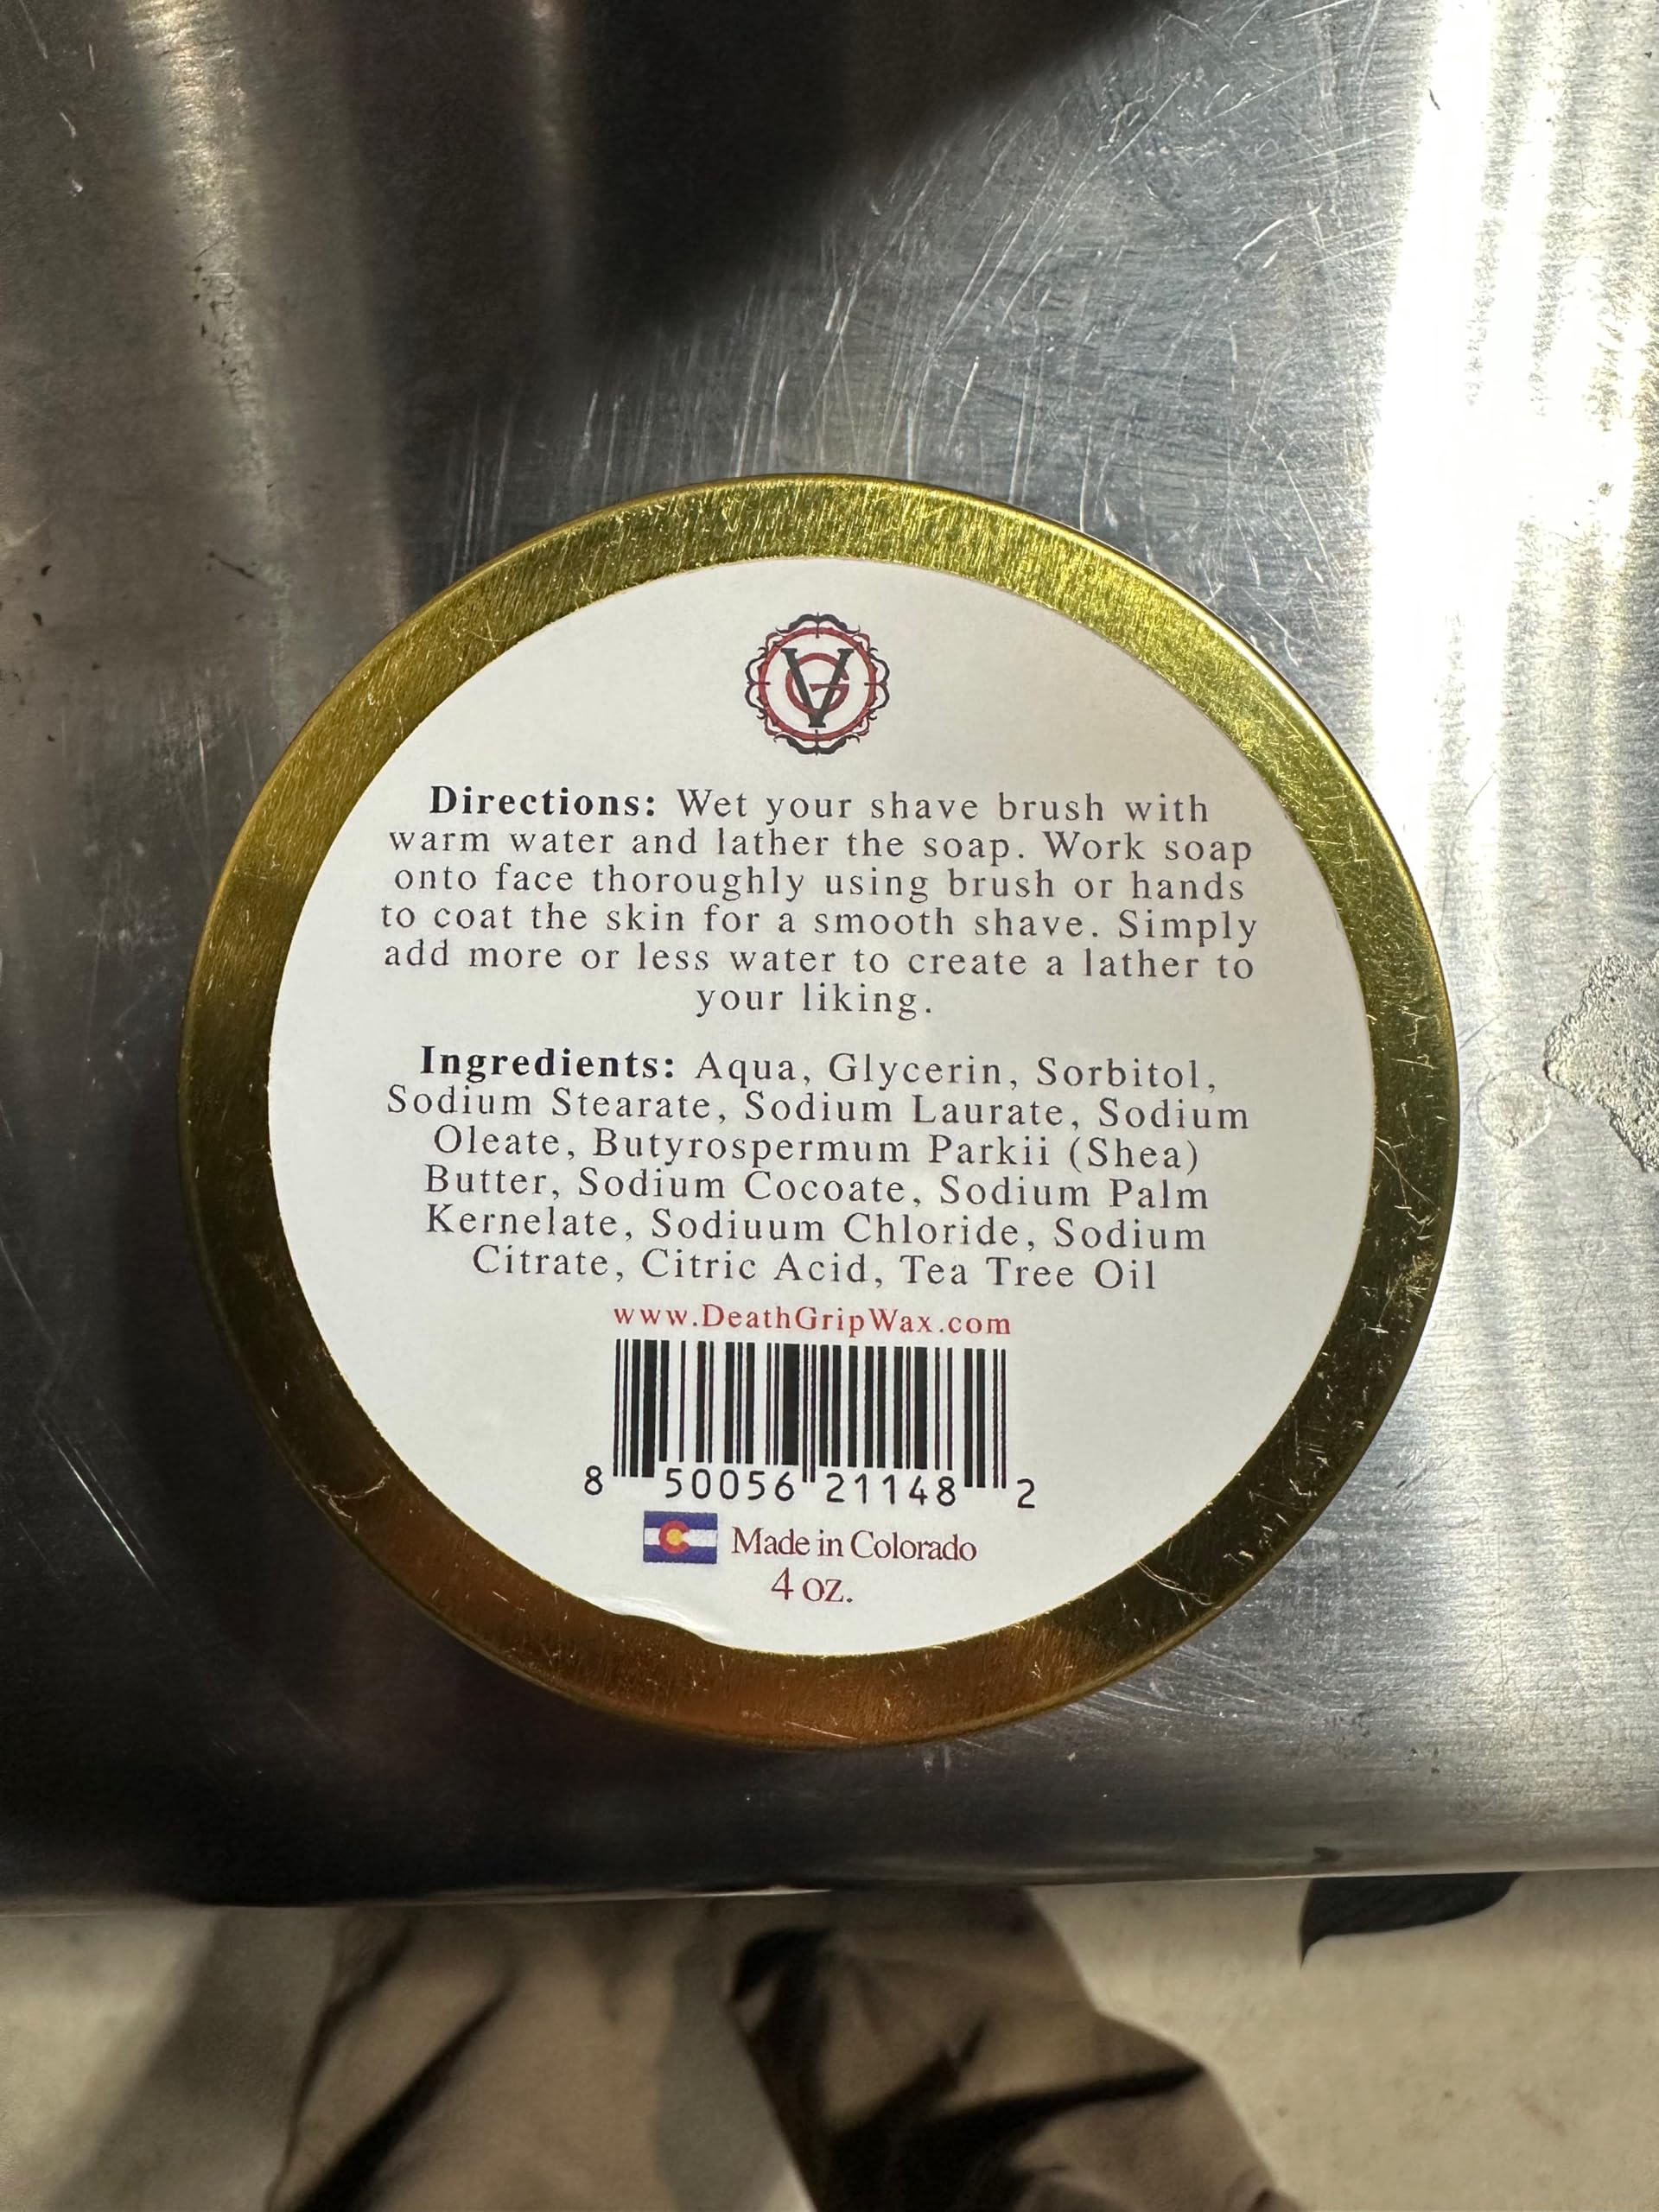 VG
Directions: Wet your shave brush with
warm water and lather the soap. Work soap
onto face thoroughly using brush or hands
to coat the skin for a smooth shave. Simply
add more or less water to create a lather to
your liking.
Ingredients: Aqua, Glycerin, Sorbitol,
Sodium Stearate, Sodium Laurate, Sodium
Oleate, Butyrospermum Parkii (Shea)
Butter, Sodium Cocoate, Sodium Palm
Kernelate, Sodiuum Chloride, Sodium
Citrate, Citric Acid, Tea Tree Oil
www.DeathGripWax.com
8 50056 21148 2
Made in Colorado
4 oz.